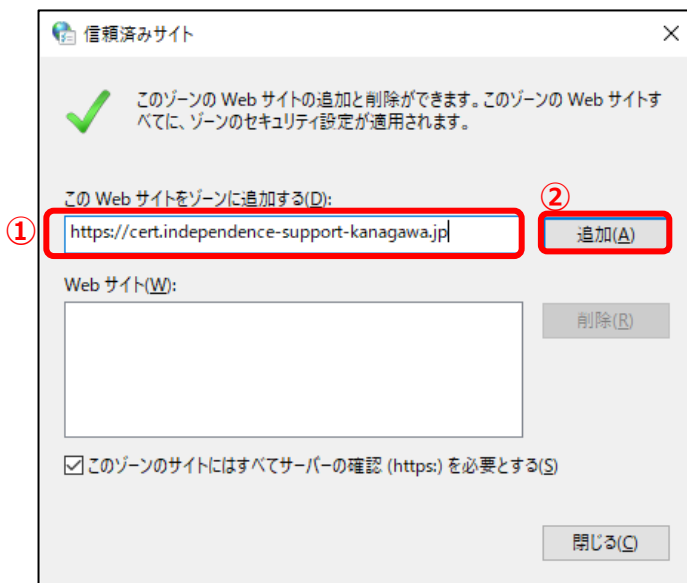 信頼済みサイト
このゾーンの Web サイトの追加と削除ができます。このゾーンの Web サイトす
べてに、ゾーンのセキュリティ設定が適用されます。
この Web サイトをゾーンに追加する(D):
②
①
https://cert.independence-support-kanagawa.jp
追加(A)
Web サイト(W):
削除(R)
このゾーンのサイトにはすべてサーバーの確認 (https:) を必要とする(S)
閉じる(C)